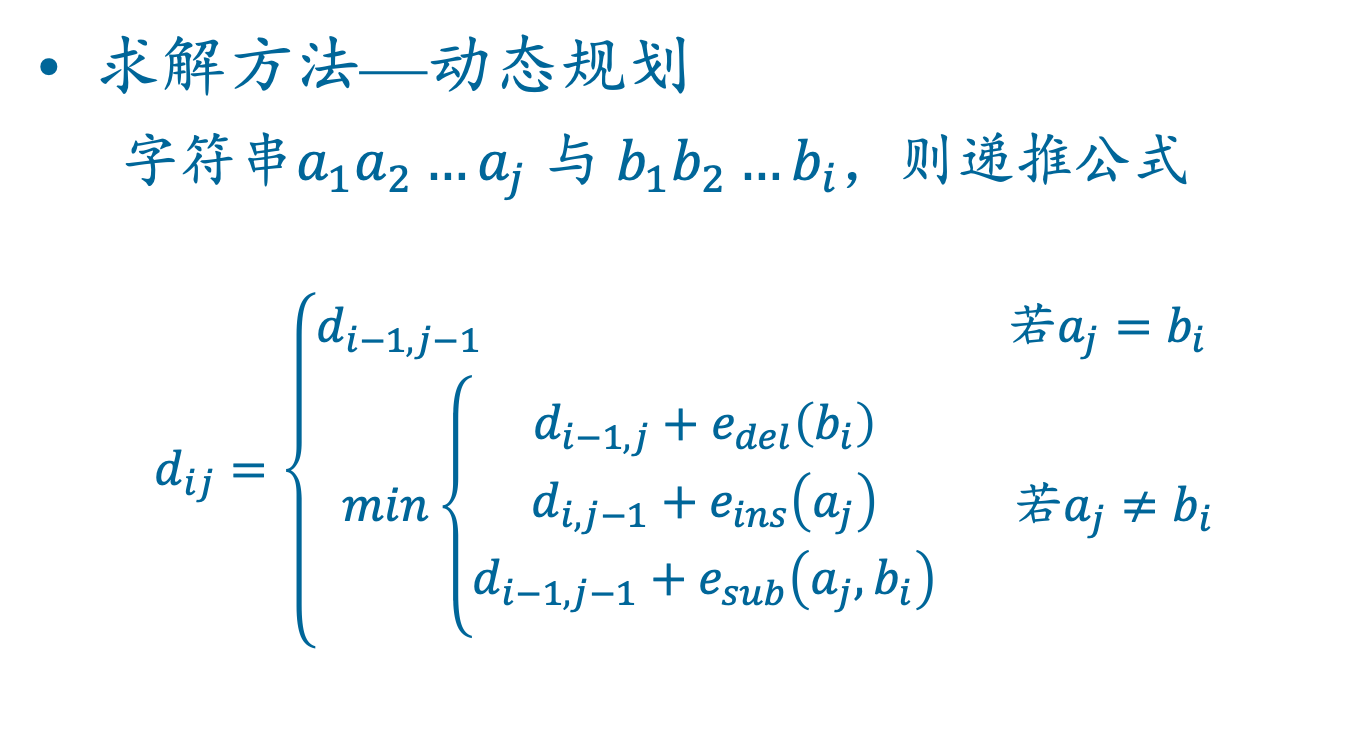 • 求解方法——动态规划
字符串a₁a₂ … aⱼ 与 b₁b₂ … bᵢ，则递推公式
d_{i−1,j−1} 若aⱼ = bᵢ
d_{i−1,j} + e_{del}(bᵢ)
d_{ij} = { min { d_{i,j−1} + e_{ins}(aⱼ) 若aⱼ ≠ bᵢ
d_{i−1,j−1} + e_{sub}(aⱼ, bᵢ)